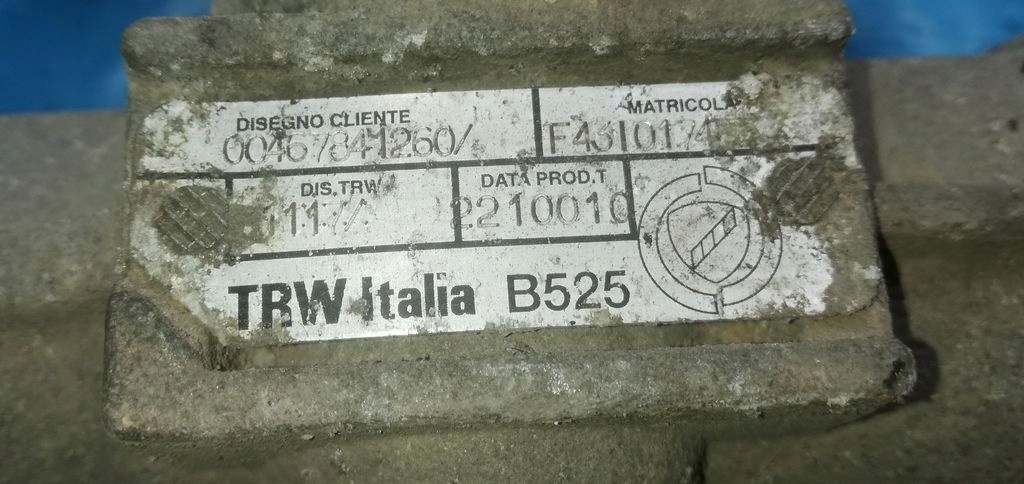 DISEGNO CLIENTE MATRICOLA
00467841260/
DIS.TRW DATA PROD.T
2210010
TRW Italia B525